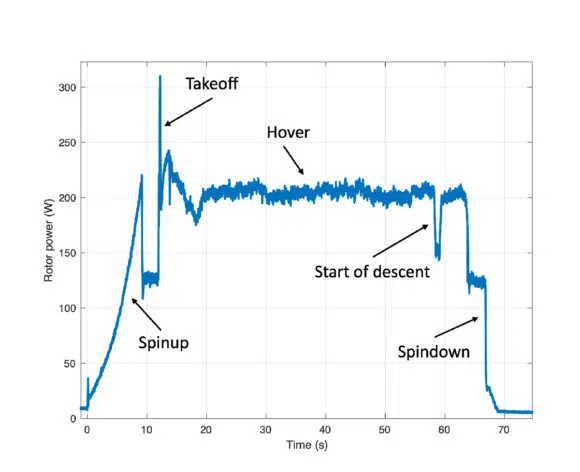 Takeoff
Hover
Start of descent
Spinup
Spindown
Rotor power (W)
300
250
200
150
100
50
0
0 10 20 30 40 50 60 70
Time (s)